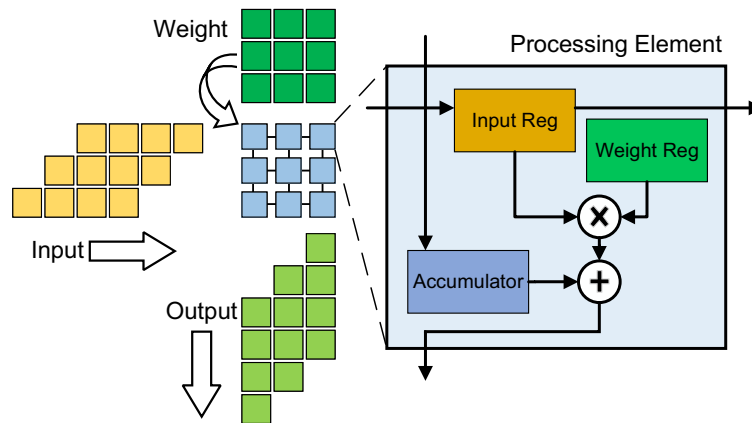 Weight
Processing Element
Input Reg
Weight Reg
×
Input
Accumulator
+
Output